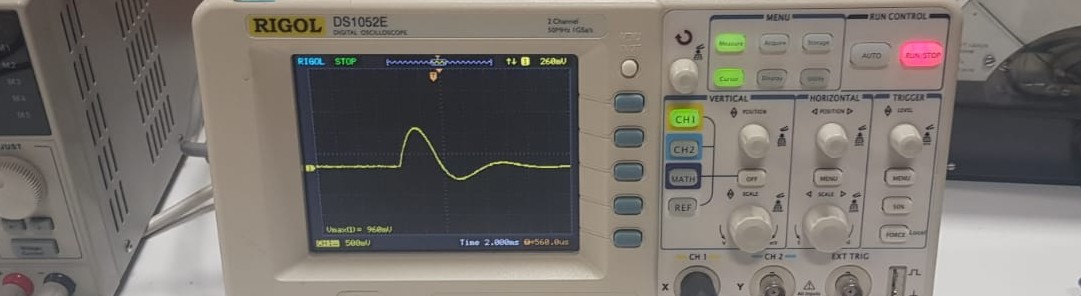 RIGOL DS1052E
DIGITAL OSCILLOSCOPE
2 Channel
50MHz 1GSa/s
RIGOL STOP
260mV
Vmax(1)= 960mV
CH1 500mV Time 2.000ms +560.0us
MENU
RUN CONTROL
Measure Acquire Storage
AUTO RUN/STOP
Cursor Display Utility
VERTICAL HORIZONTAL TRIGGER
POSITION POSITION LEVEL
CH1
CH2
MATH OFF MENU MENU
SCALE SCALE
REF
50%
FORCE Local
CH 1 CH 2 EXT TRIG
X Y
M3
M4
M5